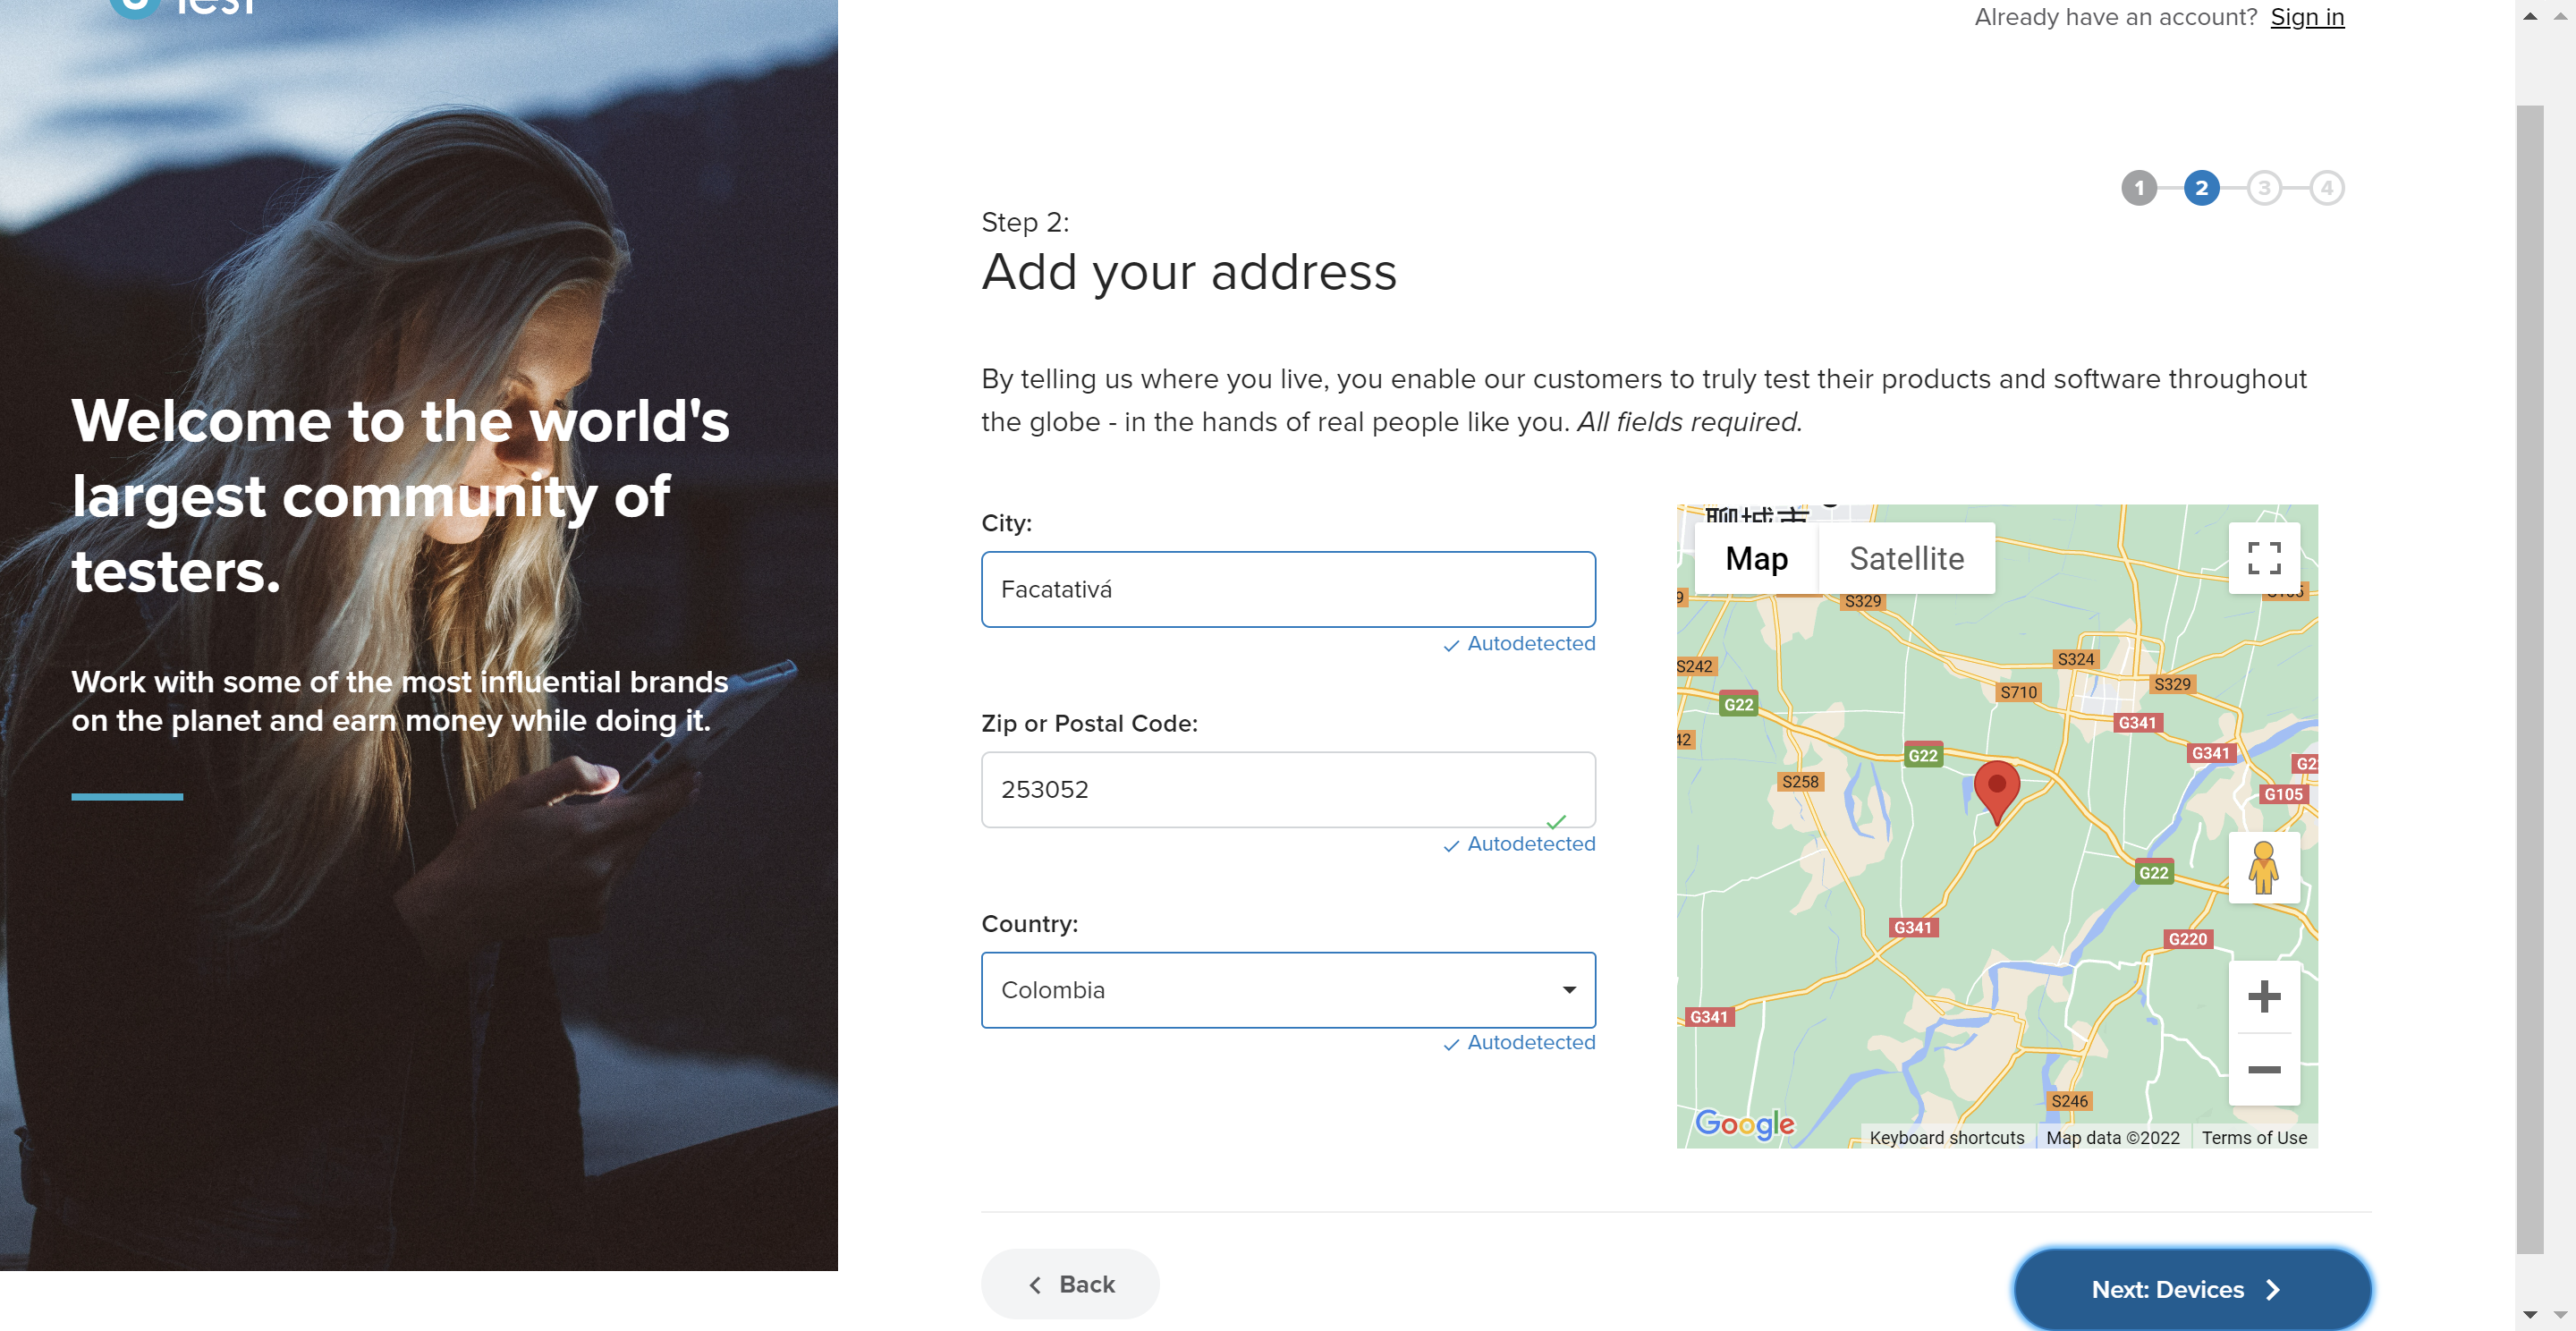 Already have an account? Sign in
1 2 3 4
Step 2:
Add your address
By telling us where you live, you enable our customers to truly test their products and software throughout
the globe - in the hands of real people like you. All fields required.
Welcome to the world's
largest community of
testers.
Work with some of the most influential brands
on the planet and earn money while doing it.
City:
Facatativá
Autodetected
Zip or Postal Code:
253052
Autodetected
Country:
Colombia
Autodetected
聊城市
Map Satellite
S329
S324
S242
S710
S329
G22
G341
G341
G22
S258
G105
G22
G341
G220
G341
S246
Google
Keyboard shortcuts Map data ©2022 Terms of Use
Back
Next: Devices